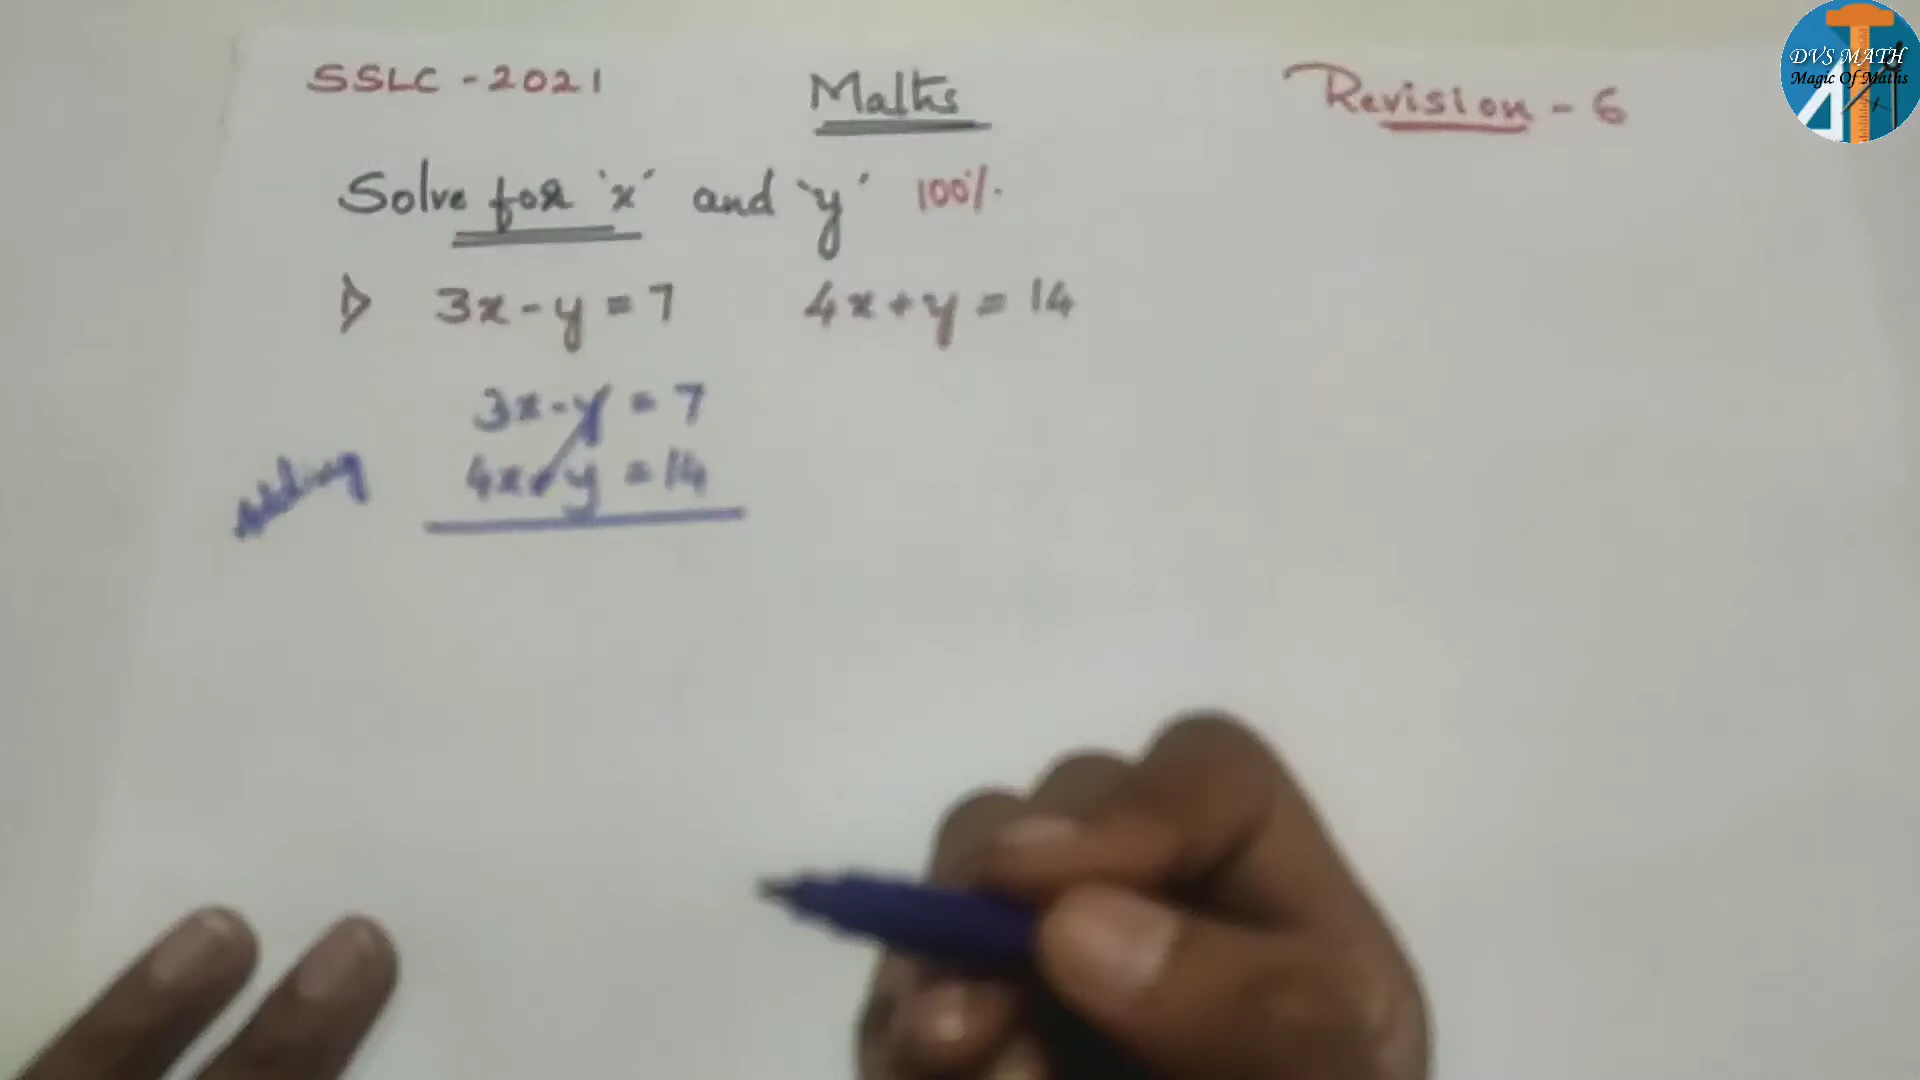 SSLC - 2021 Maths Revision - 6
DVS MATH
Magic Of Maths
Solve for 'x' and 'y' 100%
1) 3x - y = 7 4x + y = 14
3x - y = 7
Adding 4x + y = 14